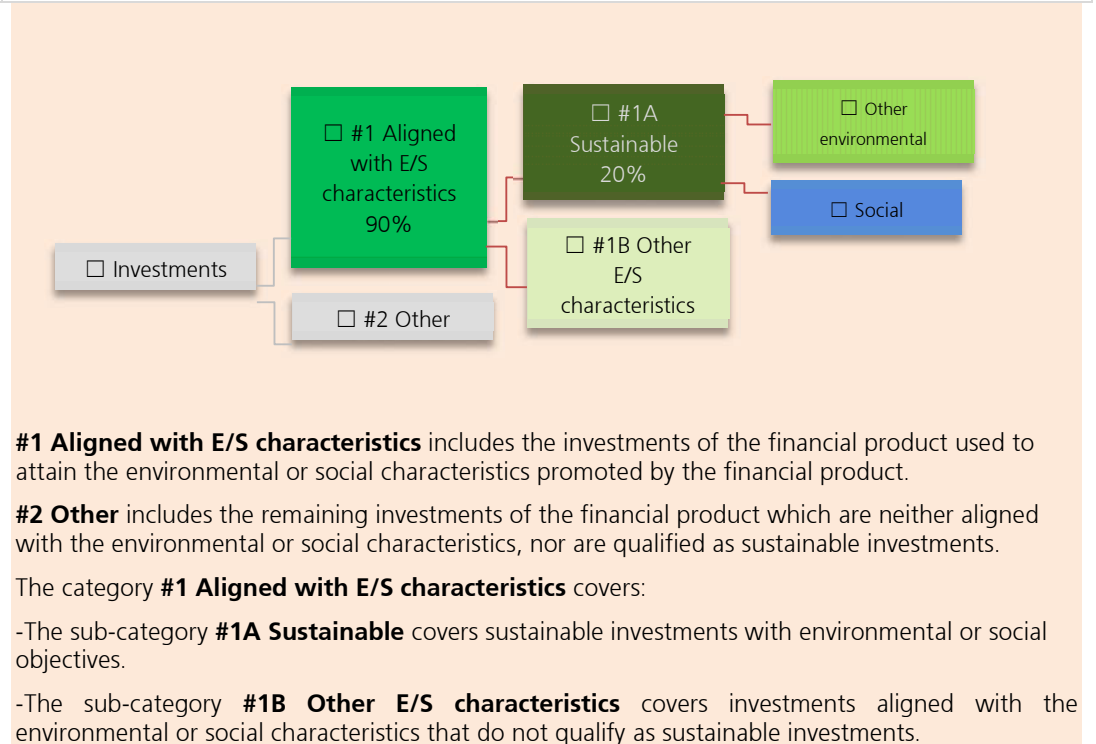 ☐ Investments
☐ #1 Aligned
with E/S
characteristics
90%
☐ #2 Other
☐ #1A
Sustainable
20%
☐ #1B Other
E/S
characteristics
☐ Other
environmental
☐ Social
#1 Aligned with E/S characteristics includes the investments of the financial product used to
attain the environmental or social characteristics promoted by the financial product.
#2 Other includes the remaining investments of the financial product which are neither aligned
with the environmental or social characteristics, nor are qualified as sustainable investments.
The category #1 Aligned with E/S characteristics covers:
-The sub-category #1A Sustainable covers sustainable investments with environmental or social
objectives.
-The sub-category #1B Other E/S characteristics covers investments aligned with the
environmental or social characteristics that do not qualify as sustainable investments.